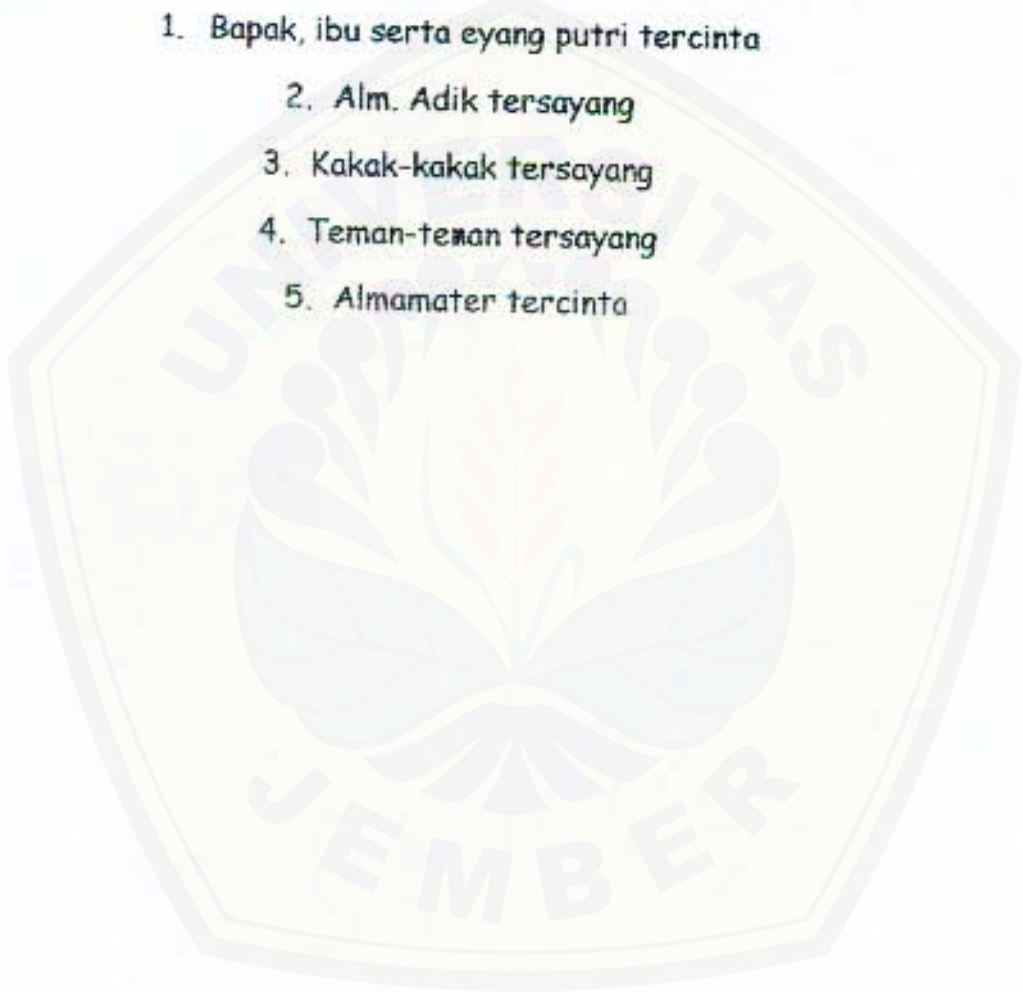 1. Bapak, ibu serta eyang putri tercinta
2. Alm. Adik tersayang
3. Kakak-kakak tersayang
4. Teman-teman tersayang
5. Almamater tercinta
UNIVERSITAS
JEMBER